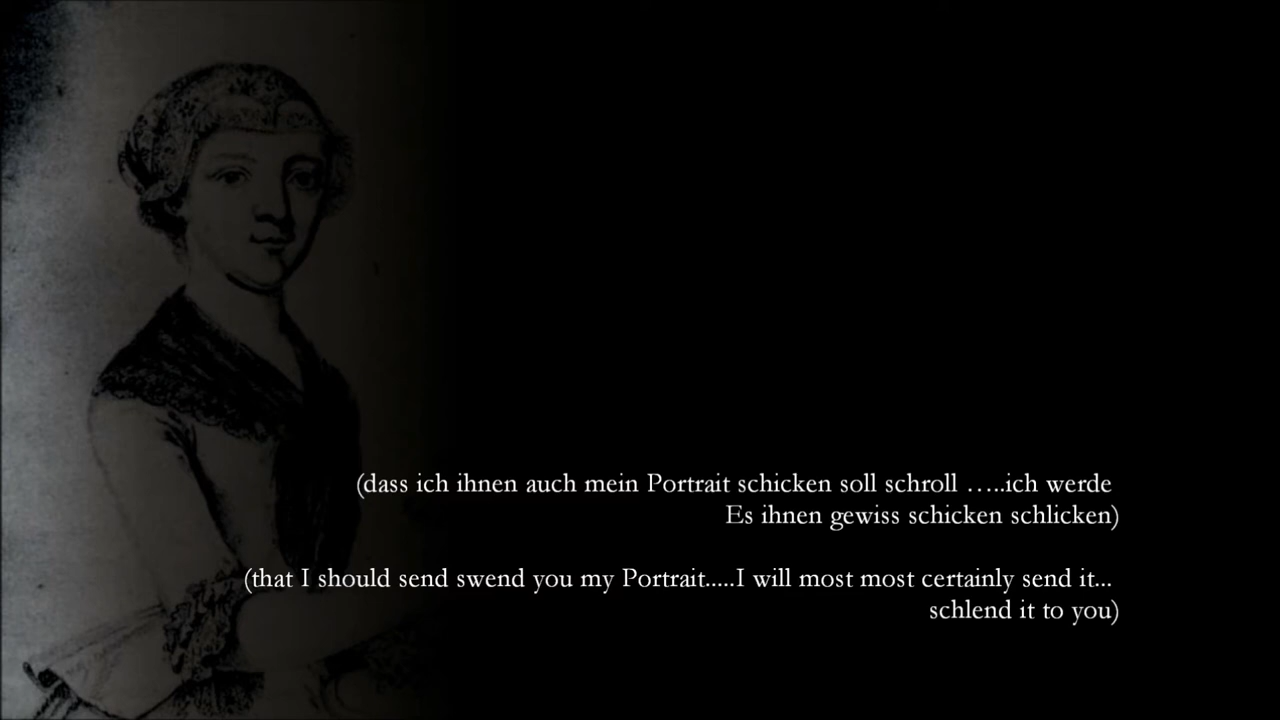 (dass ich ihnen auch mein Portrait schicken soll schroll …..ich werde
Es ihnen gewiss schicken schlicken)
(that I should send swend you my Portrait.....I will most most certainly send it...
schlend it to you)